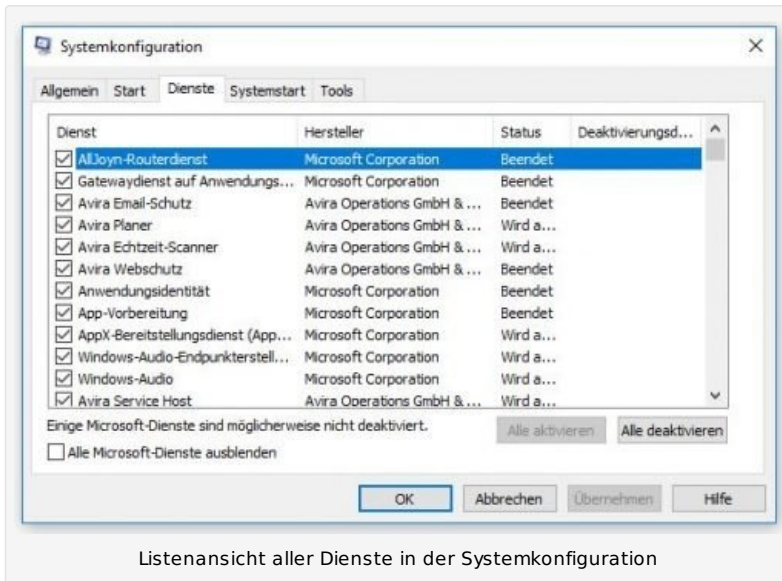 Systemkonfiguration
Allgemein Start Dienste Systemstart Tools
Dienst Hersteller Status Deaktivierungsd...
AllJoyn-Routerdienst Microsoft Corporation Beendet
Gatewaydienst auf Anwendungs... Microsoft Corporation Beendet
Avira Email-Schutz Avira Operations GmbH & ... Beendet
Avira Planer Avira Operations GmbH & ... Wird a...
Avira Echtzeit-Scanner Avira Operations GmbH & ... Wird a...
Avira Webschutz Avira Operations GmbH & ... Beendet
Anwendungsidentität Microsoft Corporation Beendet
App-Vorbereitung Microsoft Corporation Beendet
AppX-Bereitstellungsdienst (App... Microsoft Corporation Wird a...
Windows-Audio-Endpunkterstell... Microsoft Corporation Wird a...
Windows-Audio Microsoft Corporation Wird a...
Avira Service Host Avira Operations GmbH & ... Wird a...
Einige Microsoft-Dienste sind möglicherweise nicht deaktiviert.
Alle aktivieren Alle deaktivieren
Alle Microsoft-Dienste ausblenden
OK Abbrechen Übernehmen Hilfe
Listenansicht aller Dienste in der Systemkonfiguration